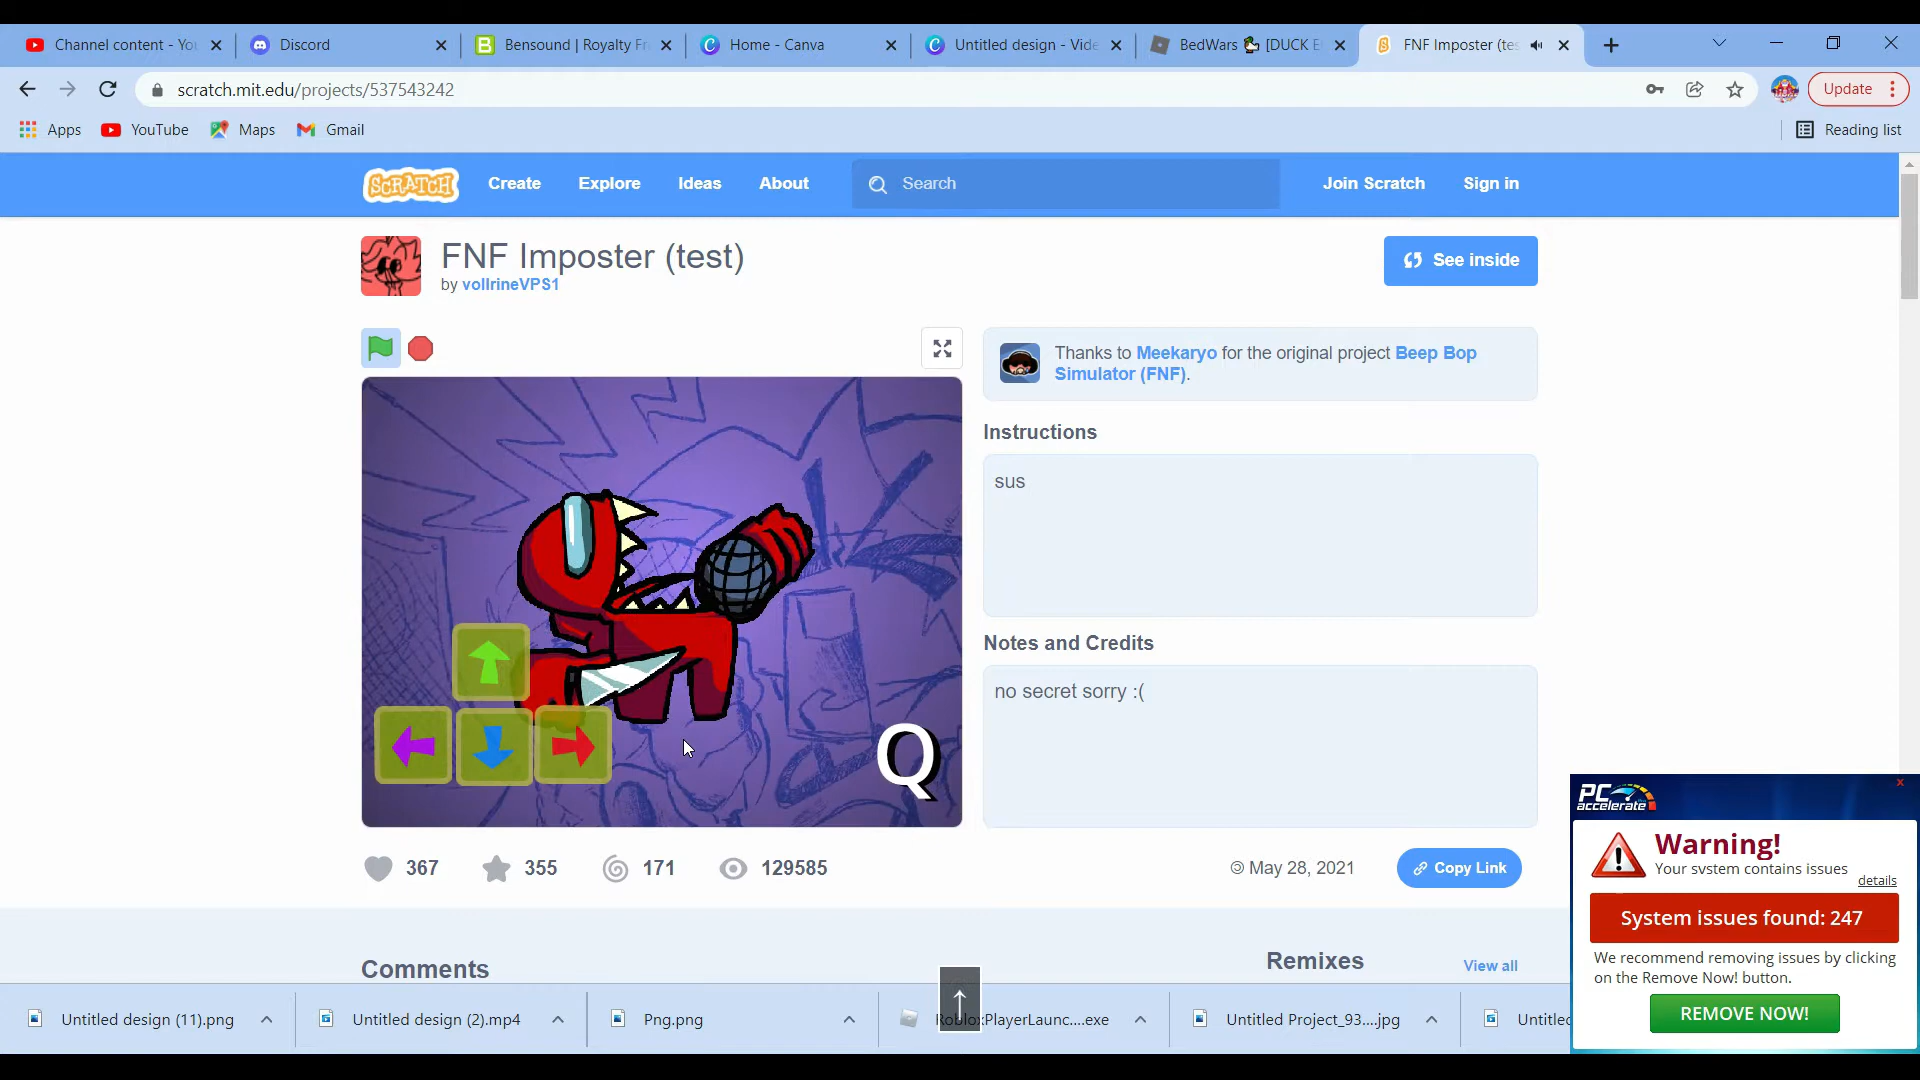 Channel content - Yo
Discord
Bensound | Royalty Fr
Home - Canva
Untitled design - Vide
BedWars 🦆 [DUCK E
FNF Imposter (tes
scratch.mit.edu/projects/537543242
Update
Apps
YouTube
Maps
Gmail
Reading list
SCRATCH
Create
Explore
Ideas
About
Search
Join Scratch
Sign in
FNF Imposter (test)
by vollrineVPS1
See inside
Thanks to Meekaryo for the original project Beep Bop
Simulator (FNF).
Instructions
sus
Notes and Credits
no secret sorry :(
Q
367
355
171
129585
May 28, 2021
Copy Link
Comments
Remixes
View all
PC
accelerate
Warning!
Your system contains issues
details
System issues found: 247
We recommend removing issues by clicking
on the Remove Now! button.
REMOVE NOW!
Untitled design (11).png
Untitled design (2).mp4
Png.png
RobloxPlayerLaunc....exe
Untitled Project_93....jpg
Untitle